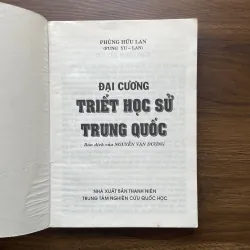 PHÙNG HỮU LAN
(FUNG YU-LAN)
ĐẠI CƯƠNG
TRIẾT HỌC SỬ
TRUNG QUỐC
Bản dịch của NGUYỄN VĂN DƯƠNG
NHÀ XUẤT BẢN THANH NIÊN
TRUNG TÂM NGHIÊN CỨU QUỐC HỌC